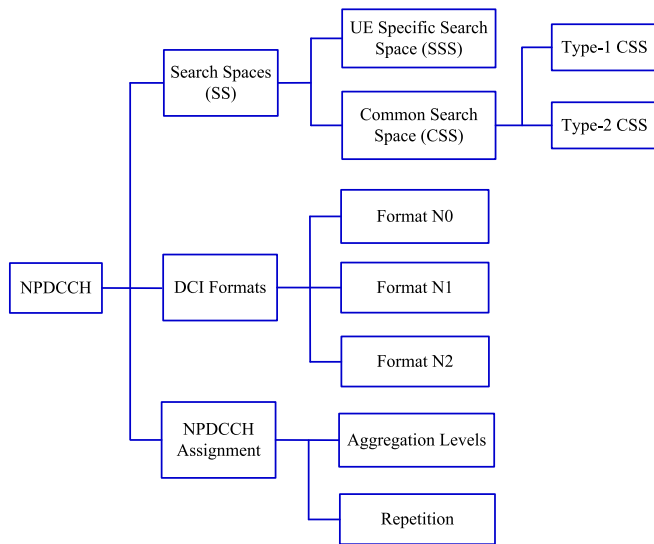 UE Specific Search
Space (SSS)
Type-1 CSS
Search Spaces
(SS)
Common Search
Space (CSS)
Type-2 CSS
Format N0
NPDCCH
DCI Formats
Format N1
Format N2
NPDCCH
Assignment
Aggregation Levels
Repetition